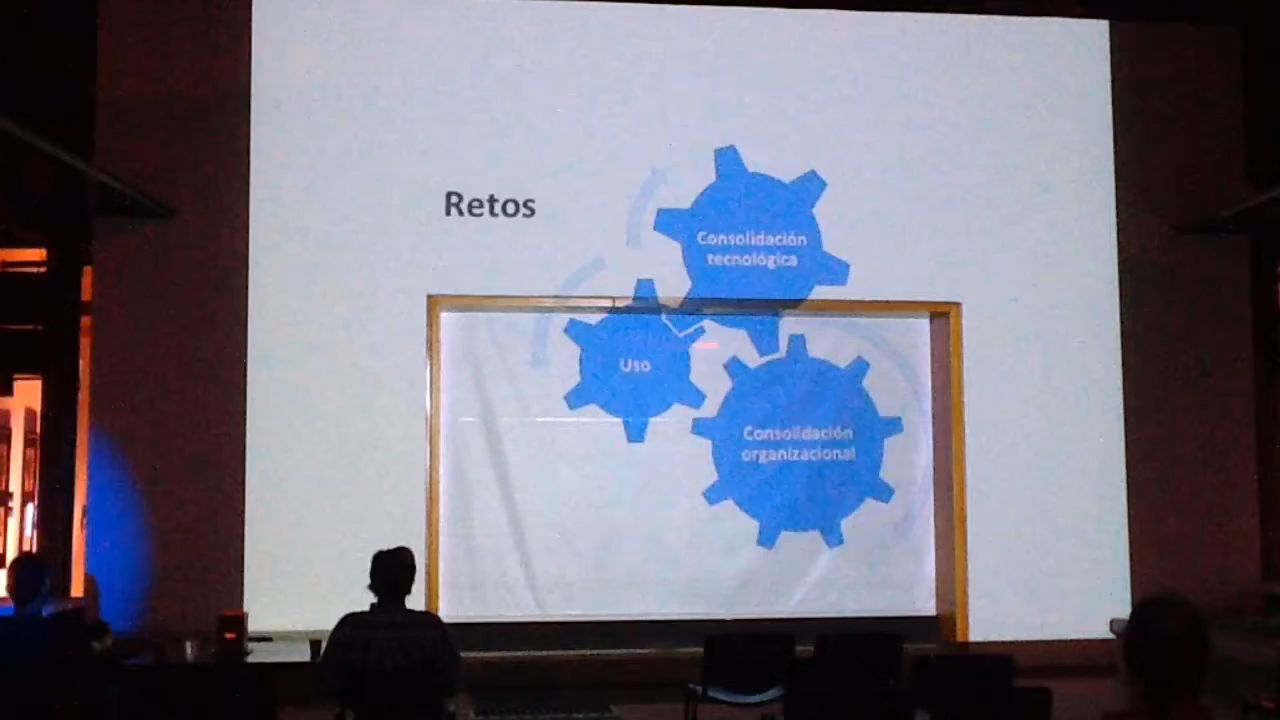 Retos
Consolidación
tecnológica
Uso
Consolidación
organizacional